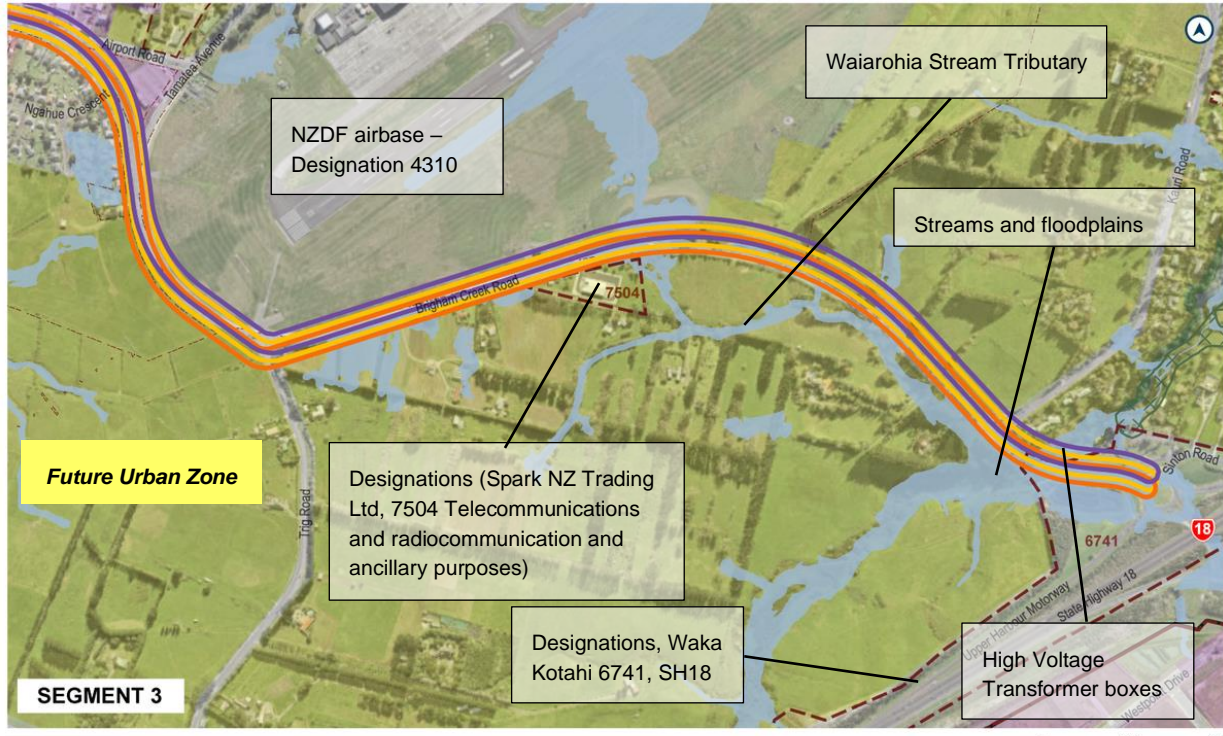 Airport Road
Tamatea Avenue
Ngahue Crescent
NZDF airbase –
Designation 4310
Waiarohia Stream Tributary
Streams and floodplains
Kauri Road
Brigham Creek Road
7504
Future Urban Zone
Trig Road
Designations (Spark NZ Trading
Ltd, 7504 Telecommunications
and radiocommunication and
ancillary purposes)
Sinton Road
18
6741
Upper Harbour Motorway
State Highway 18
Designations, Waka
Kotahi 6741, SH18
High Voltage
Transformer boxes
Westpoint Drive
SEGMENT 3